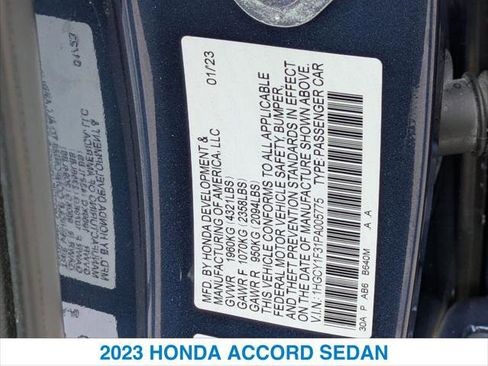 MFD. BY HONDA DEVELOPMENT &
MANUFACTURING OF AMERICA, LLC
01/23
GVWR 1960KG (4321LBS)
GAWR F 1070KG (2358LBS)
GAWR R 950KG (2094LBS)
THIS VEHICLE CONFORMS TO ALL APPLICABLE
FEDERAL MOTOR VEHICLE SAFETY, BUMPER,
AND THEFT PREVENTION STANDARDS IN EFFECT
ON THE DATE OF MANUFACTURE SHOWN ABOVE.
V.I.N.: 1HGCY1F31PA005775 TYPE:PASSENGER CAR
30A P AB6 B640M A A
2023 HONDA ACCORD SEDAN